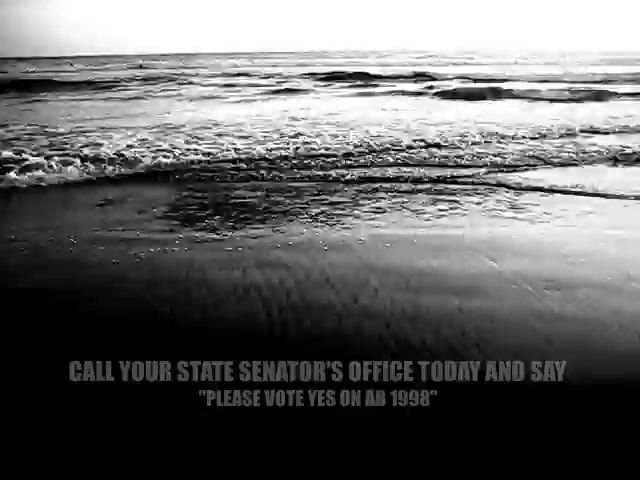 CALL YOUR STATE SENATOR'S OFFICE TODAY AND SAY
"PLEASE VOTE YES ON AB 1998"